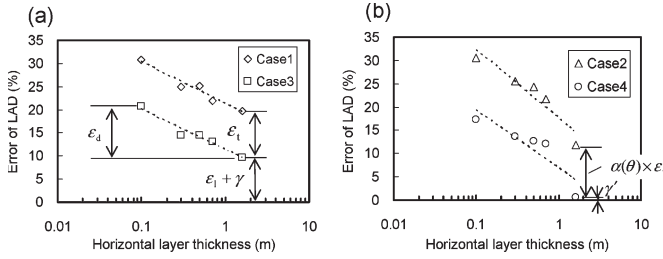 (a)
Error of LAD (%)
35
30
25
20
15
10
5
0
Case1
Case3
εd
εt
εl + γ
0.01 0.1 1 10
Horizontal layer thickness (m)
(b)
Error of LAD (%)
35
30
25
20
15
10
5
0
Case2
Case4
α(θ)×ε
γ
0.01 0.1 1 10
Horizontal layer thickness (m)